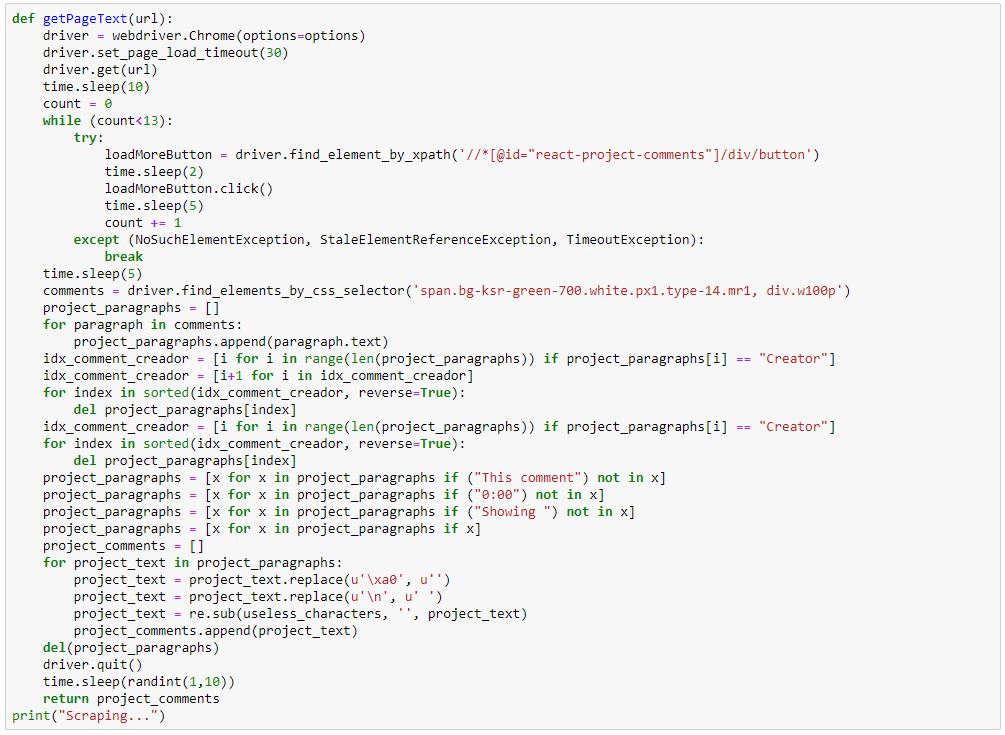 def getPageText(url):
    driver = webdriver.Chrome(options=options)
    driver.set_page_load_timeout(30)
    driver.get(url)
    time.sleep(10)
    count = 0
    while (count<13):
        try:
            loadMoreButton = driver.find_element_by_xpath('//*[@id="react-project-comments"]/div/button')
            time.sleep(2)
            loadMoreButton.click()
            time.sleep(5)
            count += 1
        except (NoSuchElementException, StaleElementReferenceException, TimeoutException):
            break
    time.sleep(5)
    comments = driver.find_elements_by_css_selector('span.bg-ksr-green-700.white.px1.type-14.mr1, div.w100p')
    project_paragraphs = []
    for paragraph in comments:
        project_paragraphs.append(paragraph.text)
    idx_comment_creador = [i for i in range(len(project_paragraphs)) if project_paragraphs[i] == "Creator"]
    idx_comment_creador = [i+1 for i in idx_comment_creador]
    for index in sorted(idx_comment_creador, reverse=True):
        del project_paragraphs[index]
    idx_comment_creador = [i for i in range(len(project_paragraphs)) if project_paragraphs[i] == "Creator"]
    for index in sorted(idx_comment_creador, reverse=True):
        del project_paragraphs[index]
    project_paragraphs = [x for x in project_paragraphs if ("This comment") not in x]
    project_paragraphs = [x for x in project_paragraphs if ("0:00") not in x]
    project_paragraphs = [x for x in project_paragraphs if ("Showing ") not in x]
    project_paragraphs = [x for x in project_paragraphs if x]
    project_comments = []
    for project_text in project_paragraphs:
        project_text = project_text.replace(u'\xa0', u'')
        project_text = project_text.replace(u'\n', u' ')
        project_text = re.sub(useless_characters, '', project_text)
        project_comments.append(project_text)
    del(project_paragraphs)
    driver.quit()
    time.sleep(randint(1,10))
    return project_comments
print("Scraping...")